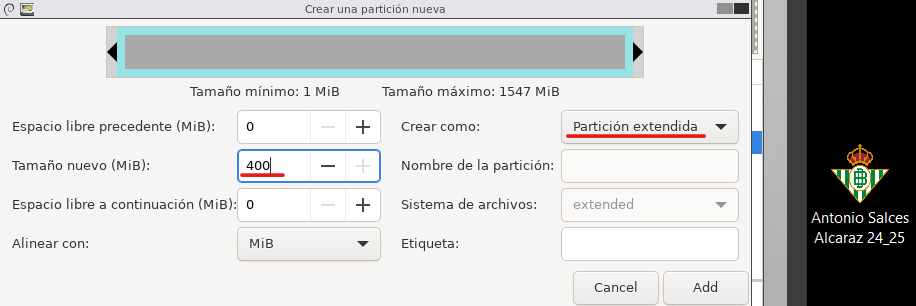 Crear una partición nueva
Tamaño mínimo: 1 MiB Tamaño máximo: 1547 MiB
Espacio libre precedente (MiB): 0 Crear como: Partición extendida
Tamaño nuevo (MiB): 400 Nombre de la partición:
Espacio libre a continuación (MiB): 0 Sistema de archivos: extended
Alinear con: MiB Etiqueta:
Cancel Add
Antonio Salces
Alcaraz 24_25